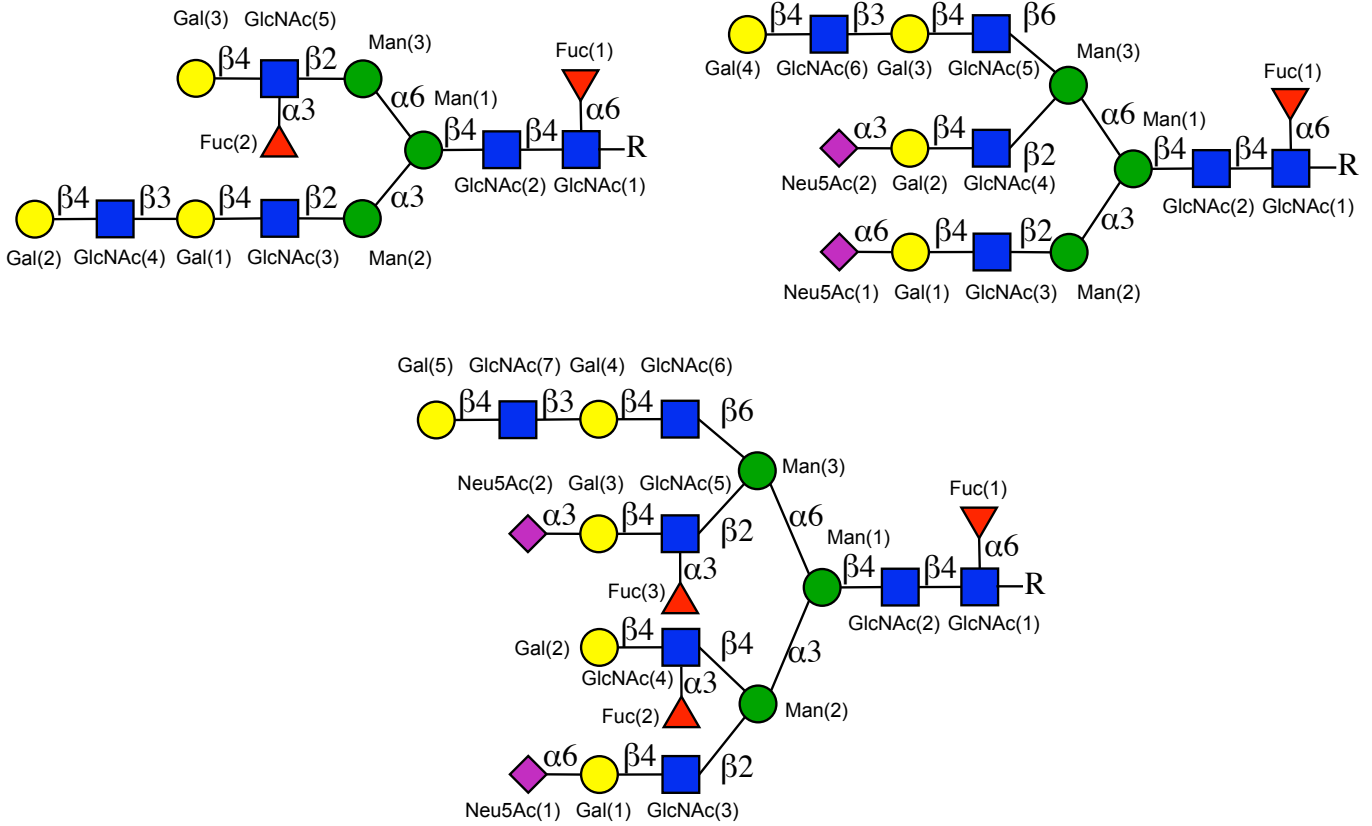 Gal(3) GlcNAc(5)
β4 β2 Man(3)
Fuc(1)
α3 α6 Man(1) α6
Fuc(2) β4 β4 R
GlcNAc(2) GlcNAc(1)
β4 β3 β4 β2 α3
Gal(2) GlcNAc(4) Gal(1) GlcNAc(3) Man(2)
β4 β3 β4 β6
Gal(4) GlcNAc(6) Gal(3) GlcNAc(5) Man(3)
Fuc(1)
α3 β4 α6 Man(1) α6
Neu5Ac(2) Gal(2) GlcNAc(4) β2 β4 β4 R
GlcNAc(2) GlcNAc(1)
α6 β4 β2 α3
Neu5Ac(1) Gal(1) GlcNAc(3) Man(2)
Gal(5) GlcNAc(7) Gal(4) GlcNAc(6)
β4 β3 β4 β6
Man(3)
Neu5Ac(2) Gal(3) GlcNAc(5) Fuc(1)
α3 β4 β2 α6 Man(1) α6
α3
Fuc(3) β4 β4 R
GlcNAc(2) GlcNAc(1)
Gal(2) β4 β4 α3
GlcNAc(4) α3
Fuc(2) Man(2)
α6 β4 β2
Neu5Ac(1) Gal(1) GlcNAc(3)